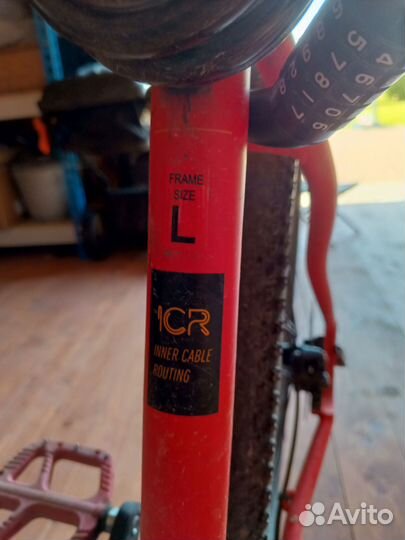 FRAME
SIZE
L
ICR
INNER CABLE
ROUTING
Avito